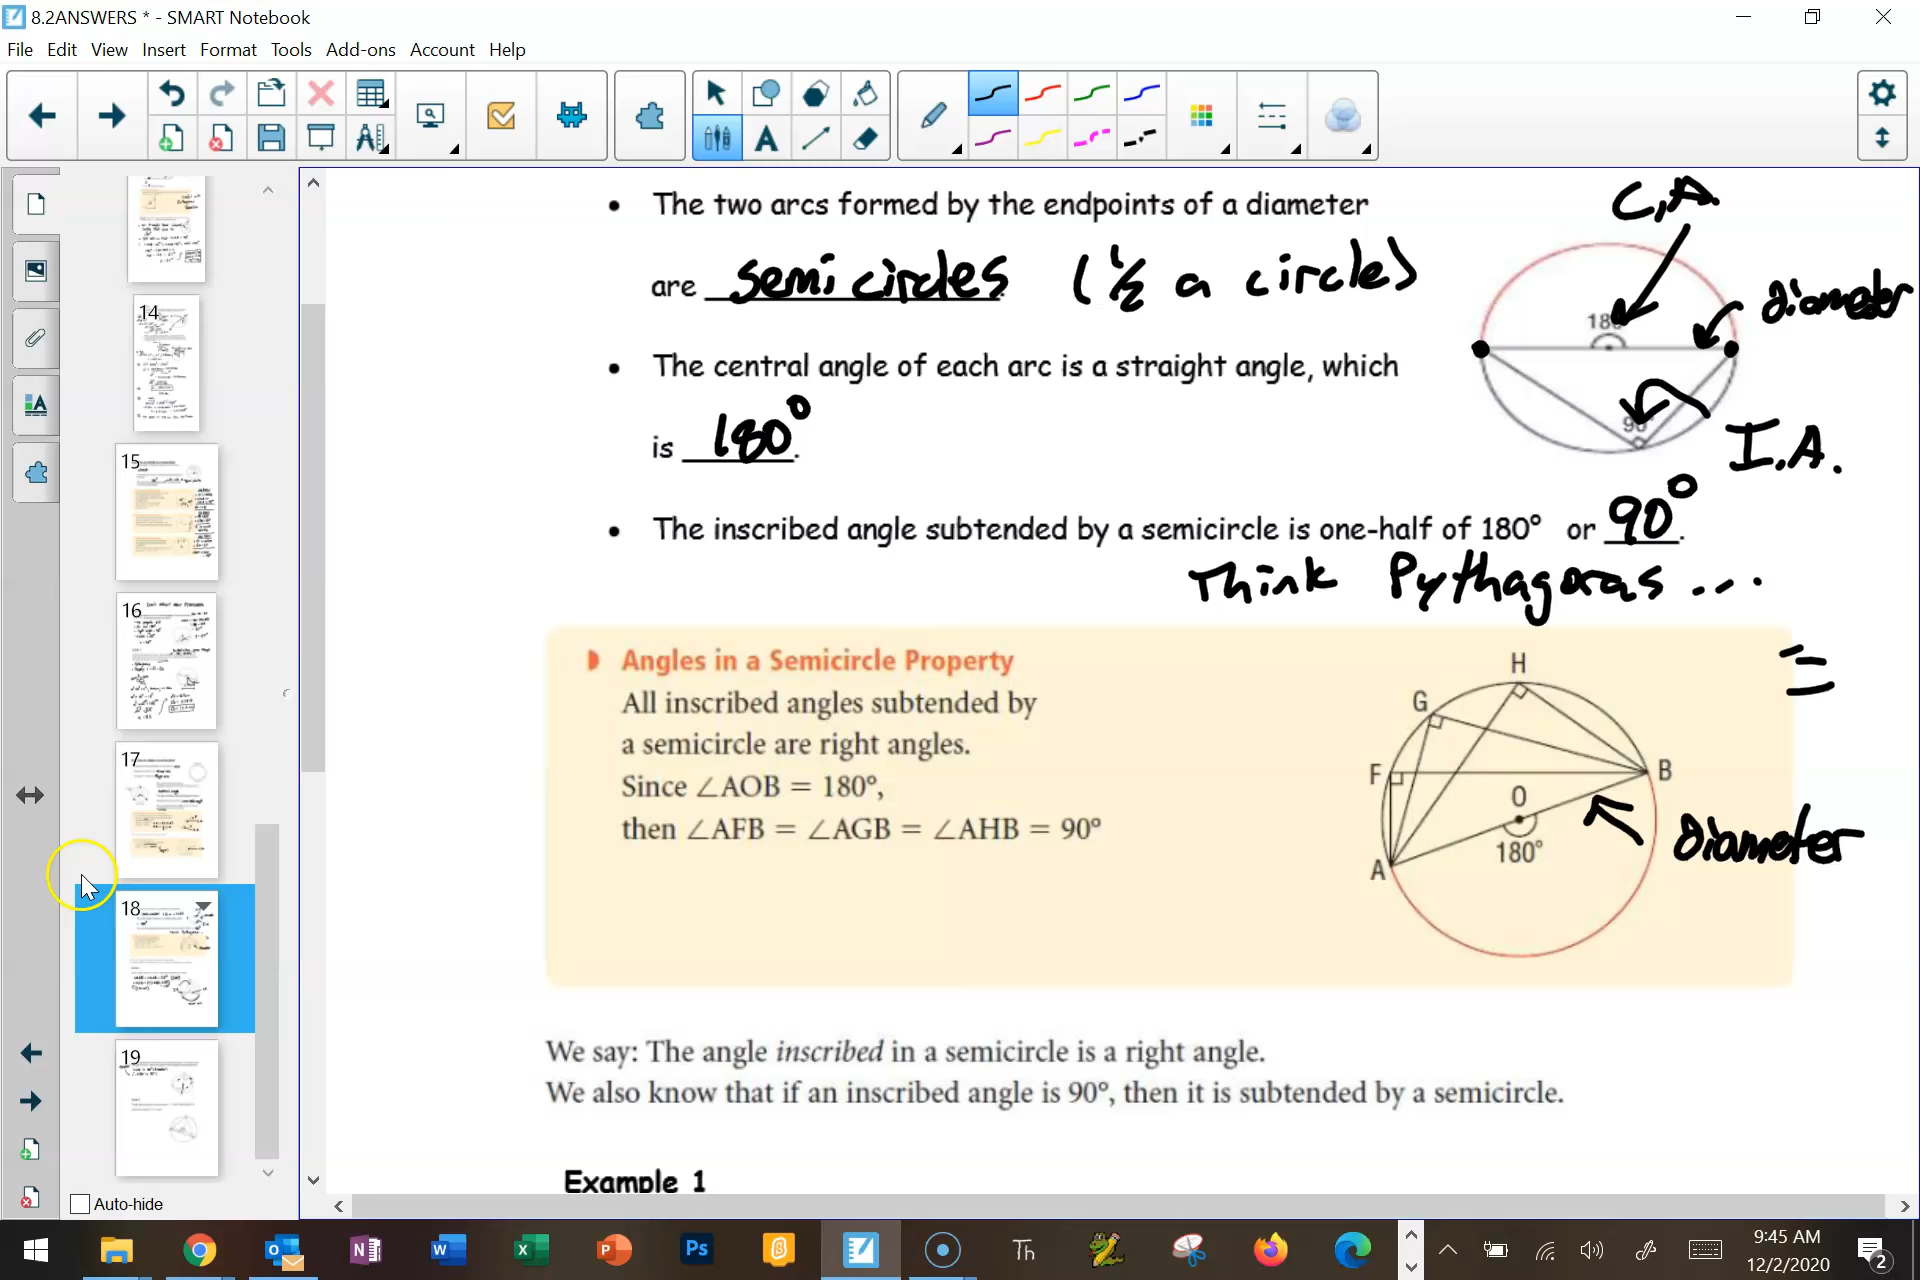 8.2ANSWERS * - SMART Notebook
File Edit View Insert Format Tools Add-ons Account Help
The two arcs formed by the endpoints of a diameter
are semi circles (1/2 a circle)
C.A.
diameter
180°
90°
I.A.
The central angle of each arc is a straight angle, which
is 180°.
The inscribed angle subtended by a semicircle is one-half of 180° or 90°.
Think Pythagoras ...
Angles in a Semicircle Property
All inscribed angles subtended by
a semicircle are right angles.
Since ∠AOB = 180°,
then ∠AFB = ∠AGB = ∠AHB = 90°
H
G
F
B
O
180°
A
diameter
We say: The angle inscribed in a semicircle is a right angle.
We also know that if an inscribed angle is 90°, then it is subtended by a semicircle.
Example 1
14
15
16
17
18
19
Auto-hide
Th
9:45 AM
12/2/2020
2